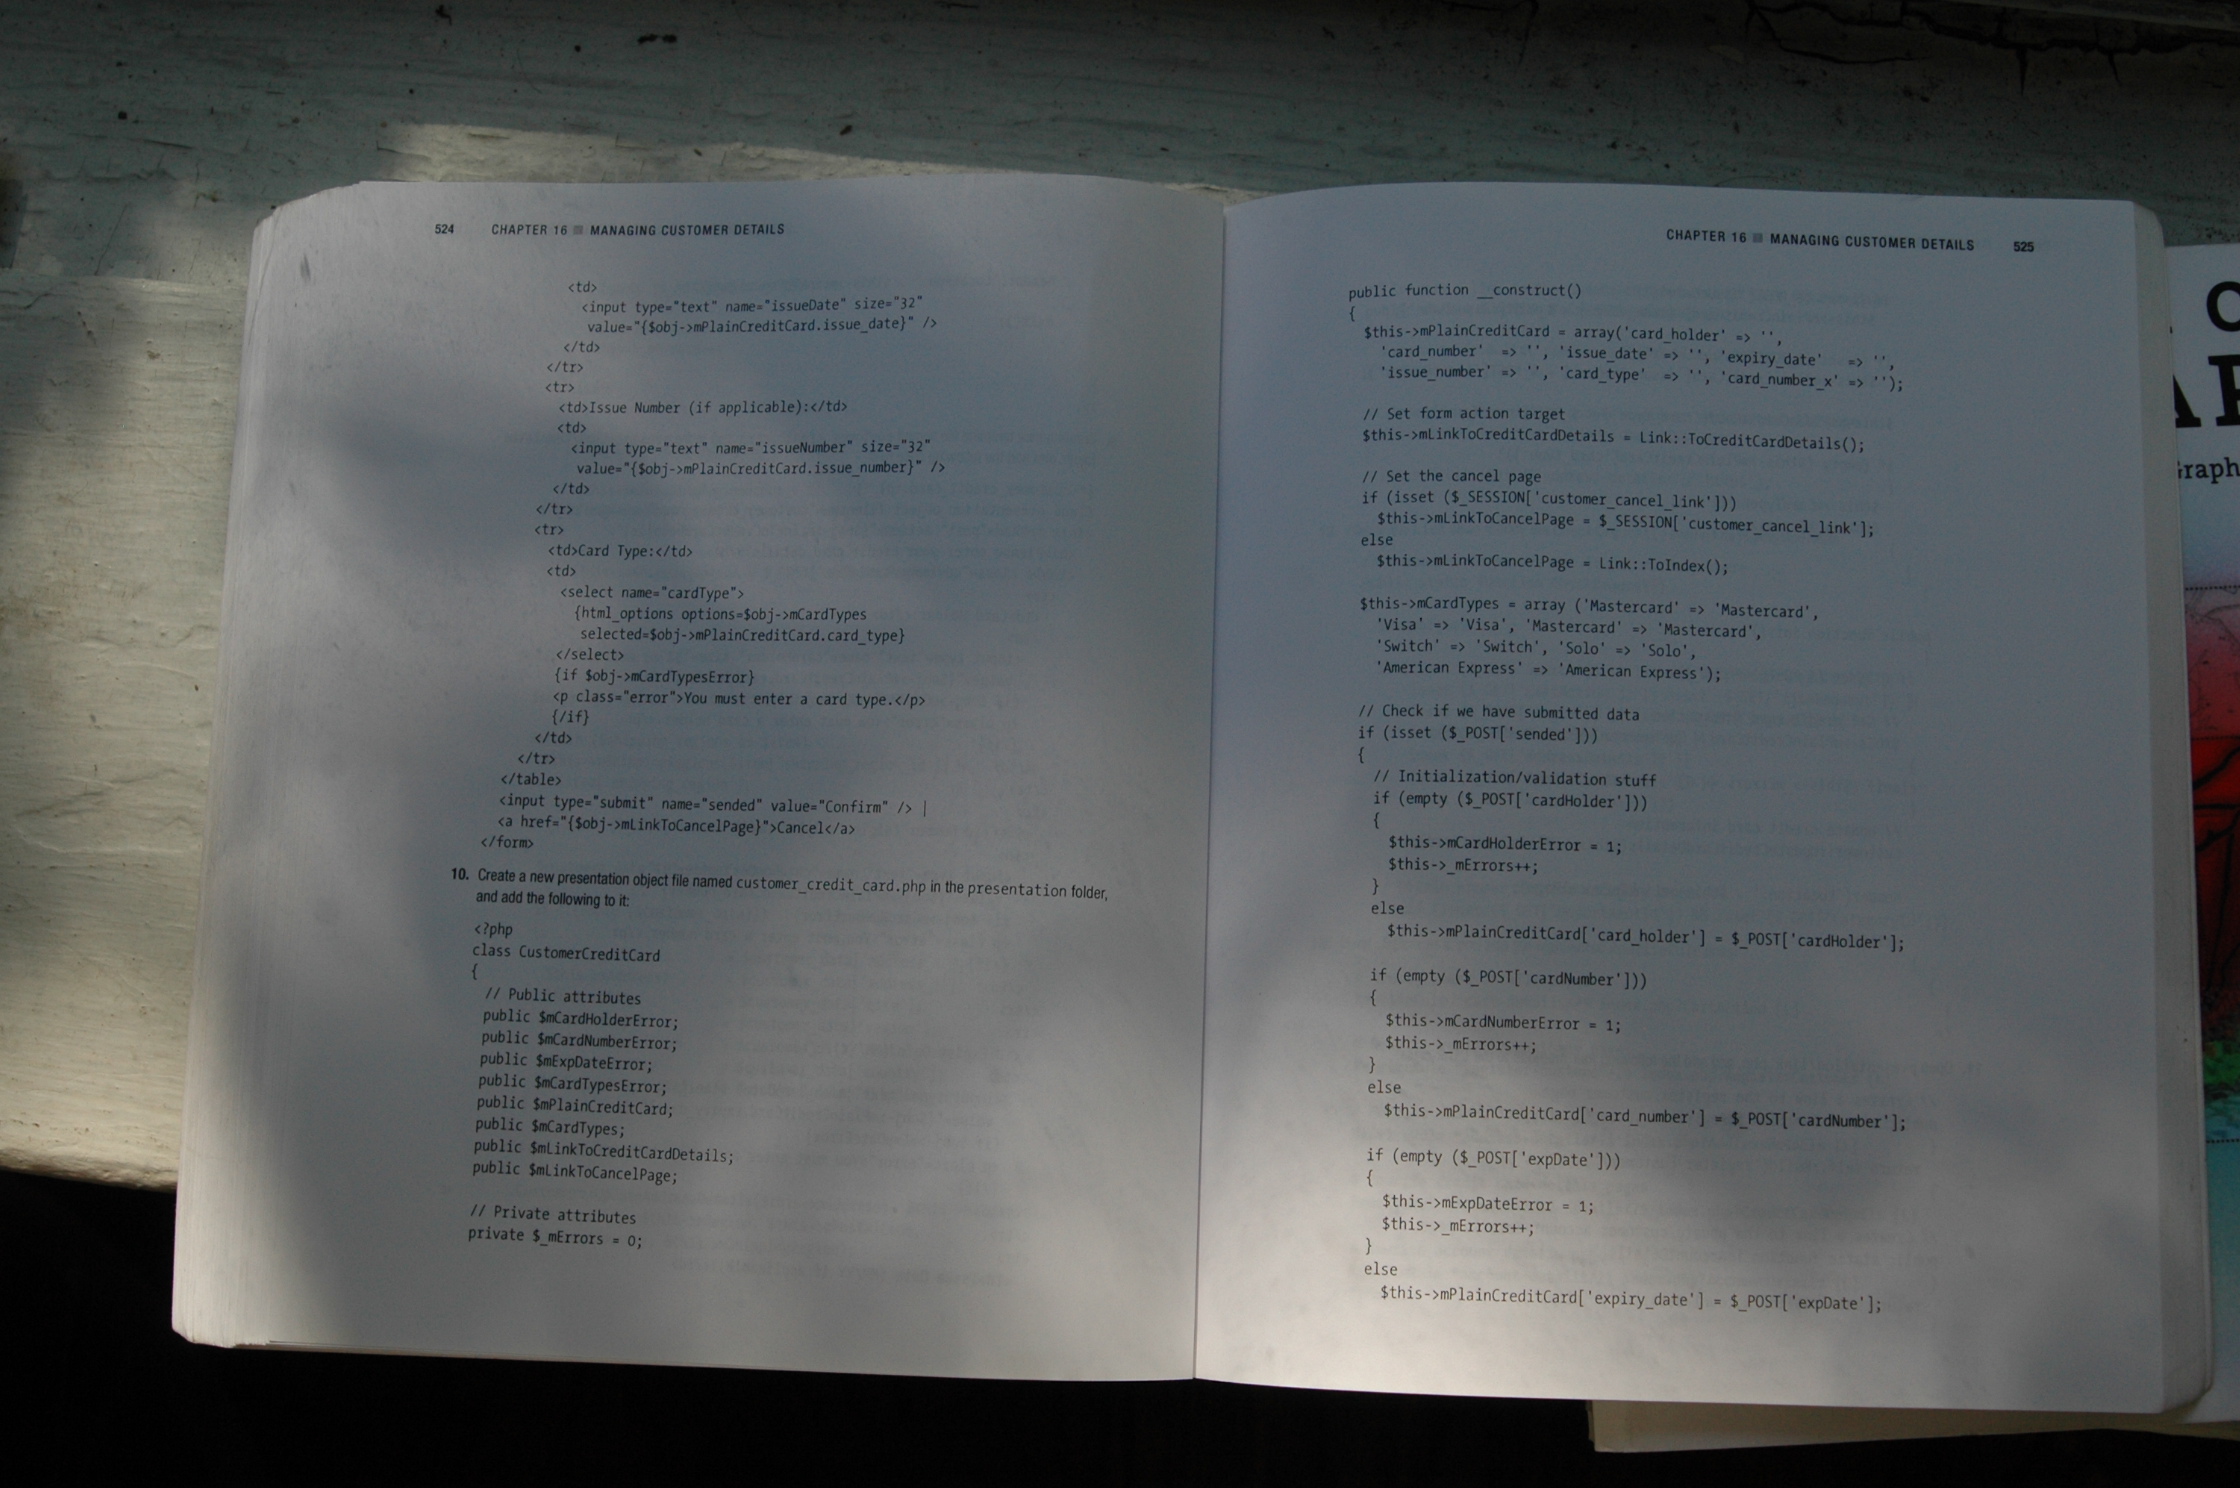 524 CHAPTER 16 ■ MANAGING CUSTOMER DETAILS
<td>
<input type="text" name="issueDate" size="32"
value="{$obj->mPlainCreditCard.issue_date}" />
</td>
</tr>
<tr>
<td>Issue Number (if applicable):</td>
<td>
<input type="text" name="issueNumber" size="32"
value="{$obj->mPlainCreditCard.issue_number}" />
</td>
</tr>
<tr>
<td>Card Type:</td>
<td>
<select name="cardType">
{html_options options=$obj->mCardTypes
selected=$obj->mPlainCreditCard.card_type}
</select>
{if $obj->mCardTypesError}
<p class="error">You must enter a card type.</p>
{/if}
</td>
</tr>
</table>
<input type="submit" name="sended" value="Confirm" /> |
<a href="{$obj->mLinkToCancelPage}">Cancel</a>
</form>
10. Create a new presentation object file named customer_credit_card.php in the presentation folder,
and add the following to it:
<?php
class CustomerCreditCard
{
// Public attributes
public $mCardHolderError;
public $mCardNumberError;
public $mExpDateError;
public $mCardTypesError;
public $mPlainCreditCard;
public $mCardTypes;
public $mLinkToCreditCardDetails;
public $mLinkToCancelPage;
// Private attributes
private $_mErrors = 0;
CHAPTER 16 ■ MANAGING CUSTOMER DETAILS 525
public function __construct()
{
$this->mPlainCreditCard = array('card_holder' => '',
'card_number' => '', 'issue_date' => '', 'expiry_date' => '',
'issue_number' => '', 'card_type' => '', 'card_number_x' => '');
// Set form action target
$this->mLinkToCreditCardDetails = Link::ToCreditCardDetails();
// Set the cancel page
if (isset ($_SESSION['customer_cancel_link']))
$this->mLinkToCancelPage = $_SESSION['customer_cancel_link'];
else
$this->mLinkToCancelPage = Link::ToIndex();
$this->mCardTypes = array ('Mastercard' => 'Mastercard',
'Visa' => 'Visa', 'Mastercard' => 'Mastercard',
'Switch' => 'Switch', 'Solo' => 'Solo',
'American Express' => 'American Express');
// Check if we have submitted data
if (isset ($_POST['sended']))
{
// Initialization/validation stuff
if (empty ($_POST['cardHolder']))
{
$this->mCardHolderError = 1;
$this->_mErrors++;
}
else
$this->mPlainCreditCard['card_holder'] = $_POST['cardHolder'];
if (empty ($_POST['cardNumber']))
{
$this->mCardNumberError = 1;
$this->_mErrors++;
}
else
$this->mPlainCreditCard['card_number'] = $_POST['cardNumber'];
if (empty ($_POST['expDate']))
{
$this->mExpDateError = 1;
$this->_mErrors++;
}
else
$this->mPlainCreditCard['expiry_date'] = $_POST['expDate'];